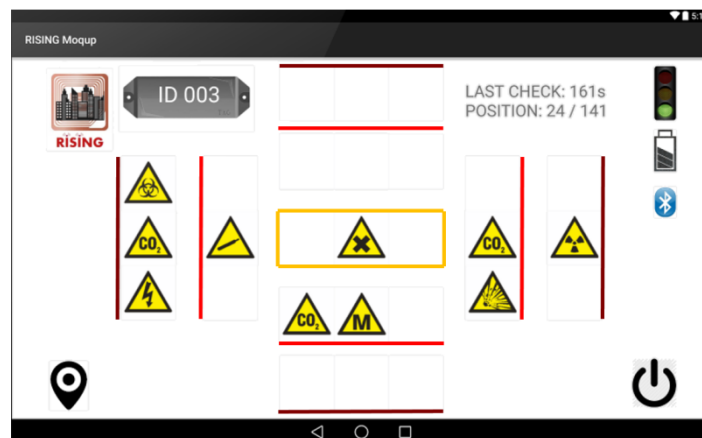 RISING Moqup
ID 003
LAST CHECK: 161s
POSITION: 24 / 141
RISING
CO2
CO2
CO2
M